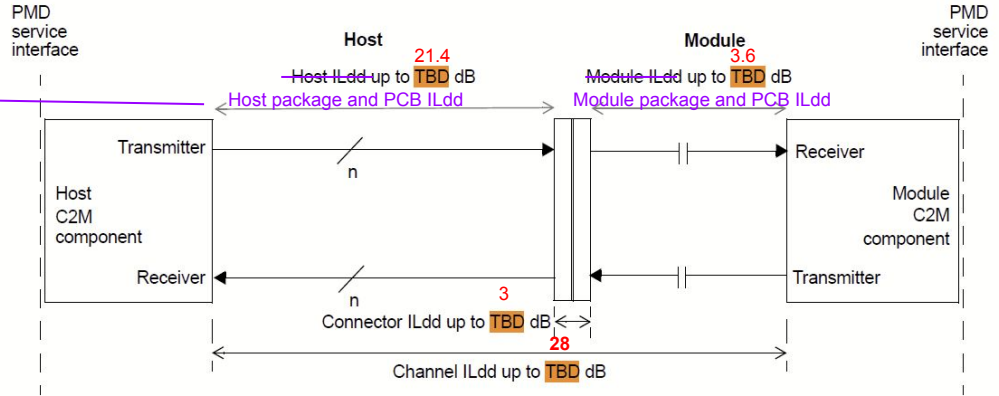 PMD
service
interface
PMD
service
interface
Host
Module
21.4
3.6
Host ILdd up to TBD dB
Module ILdd up to TBD dB
Host package and PCB ILdd
Module package and PCB ILdd
Transmitter
Receiver
n
Host
C2M
component
Module
C2M
component
Receiver
Transmitter
n
3
Connector ILdd up to TBD dB
28
Channel ILdd up to TBD dB